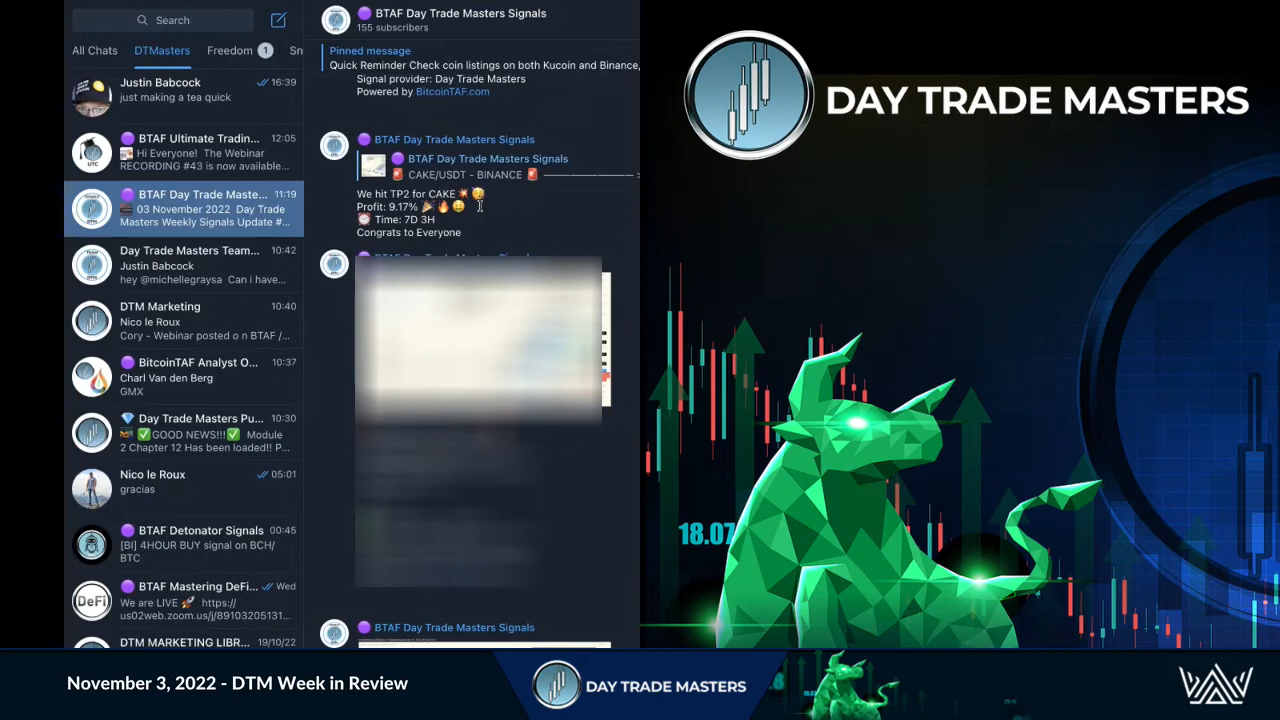 Search
All Chats
DTMasters
Freedom 1
Sn
Justin Babcock
16:39
just making a tea quick
BTAF Ultimate Tradin...
12:05
Hi Everyone! The Webinar
RECORDING #43 is now available...
BTAF Day Trade Maste...
11:19
03 November 2022 Day Trade
Masters Weekly Signals Update #...
Day Trade Masters Team...
10:42
Justin Babcock
hey @michellegraysa Can i have...
DTM Marketing
10:40
Nico le Roux
Cory - Webinar posted o n BTAF /...
BitcoinTAF Analyst O...
10:37
Charl Van den Berg
GMX
Day Trade Masters Pu...
10:30
✅GOOD NEWS!!!✅ Module
2 Chapter 12 Has been loaded!! P...
Nico le Roux
05:01
gracias
BTAF Detonator Signals
00:45
[BI] 4HOUR BUY signal on BCH/
BTC
DeFi
BTAF Mastering DeFi...
Wed
We are LIVE 🚀 https://
us02web.zoom.us/j/89103205131...
DTM MARKETING LIBR...
19/10/22
BTAF Day Trade Masters Signals
155 subscribers
Pinned message
Quick Reminder Check coin listings on both Kucoin and Binance,
Signal provider: Day Trade Masters
Powered by BitcoinTAF.com
BTAF Day Trade Masters Signals
BTAF Day Trade Masters Signals
🚨 CAKE/USDT - BINANCE 🚨 ——————— >
We hit TP2 for CAKE💥🥳
Profit: 9.17% 🎉🔥😀
⏰ Time: 7D 3H
Congrats to Everyone
BTAF Day Trade Masters Signals
DAY TRADE MASTERS
18.07
November 3, 2022 - DTM Week in Review
DAY TRADE MASTERS